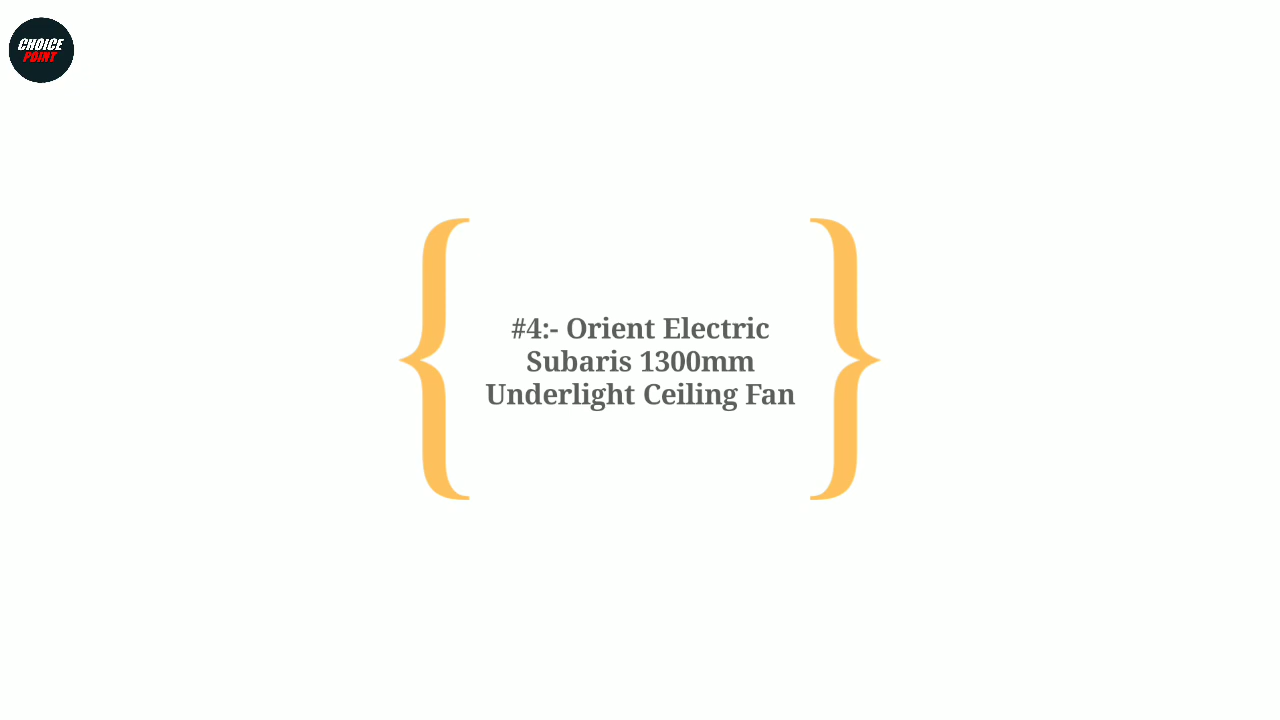 CHOICE
POINT
#4:- Orient Electric
Subaris 1300mm
Underlight Ceiling Fan